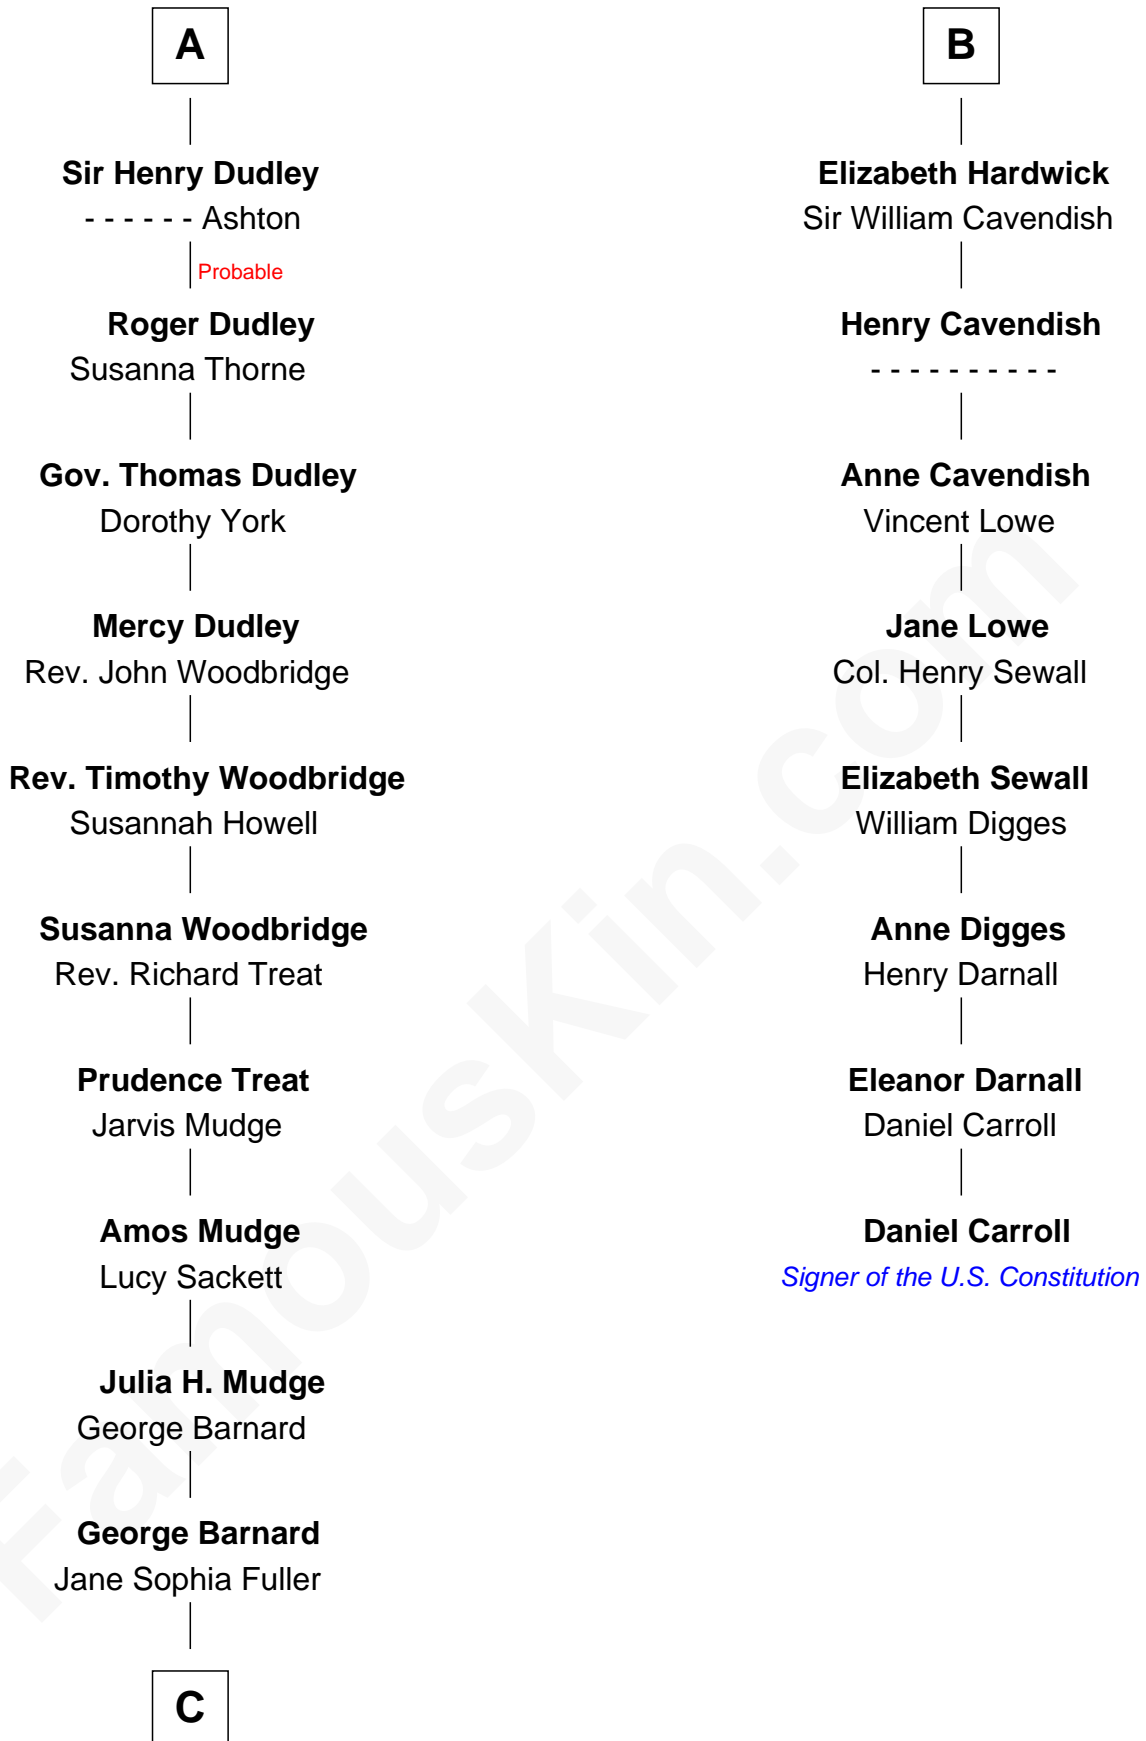 A
Sir Henry Dudley
- - - - - - Ashton
Probable
Roger Dudley
Susanna Thorne
Gov. Thomas Dudley
Dorothy York
Mercy Dudley
Rev. John Woodbridge
Rev. Timothy Woodbridge
Susannah Howell
Susanna Woodbridge
Rev. Richard Treat
Prudence Treat
Jarvis Mudge
Amos Mudge
Lucy Sackett
Julia H. Mudge
George Barnard
George Barnard
Jane Sophia Fuller
C
B
Elizabeth Hardwick
Sir William Cavendish
Henry Cavendish
- - - - - - - - - -
Anne Cavendish
Vincent Lowe
Jane Lowe
Col. Henry Sewall
Elizabeth Sewall
William Digges
Anne Digges
Henry Darnall
Eleanor Darnall
Daniel Carroll
Daniel Carroll
Signer of the U.S. Constitution
FamousKin.com